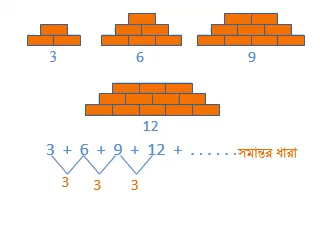 3 6 9
12
3 + 6 + 9 + 12 + . . . . . . সমান্তর ধারা
3 3 3